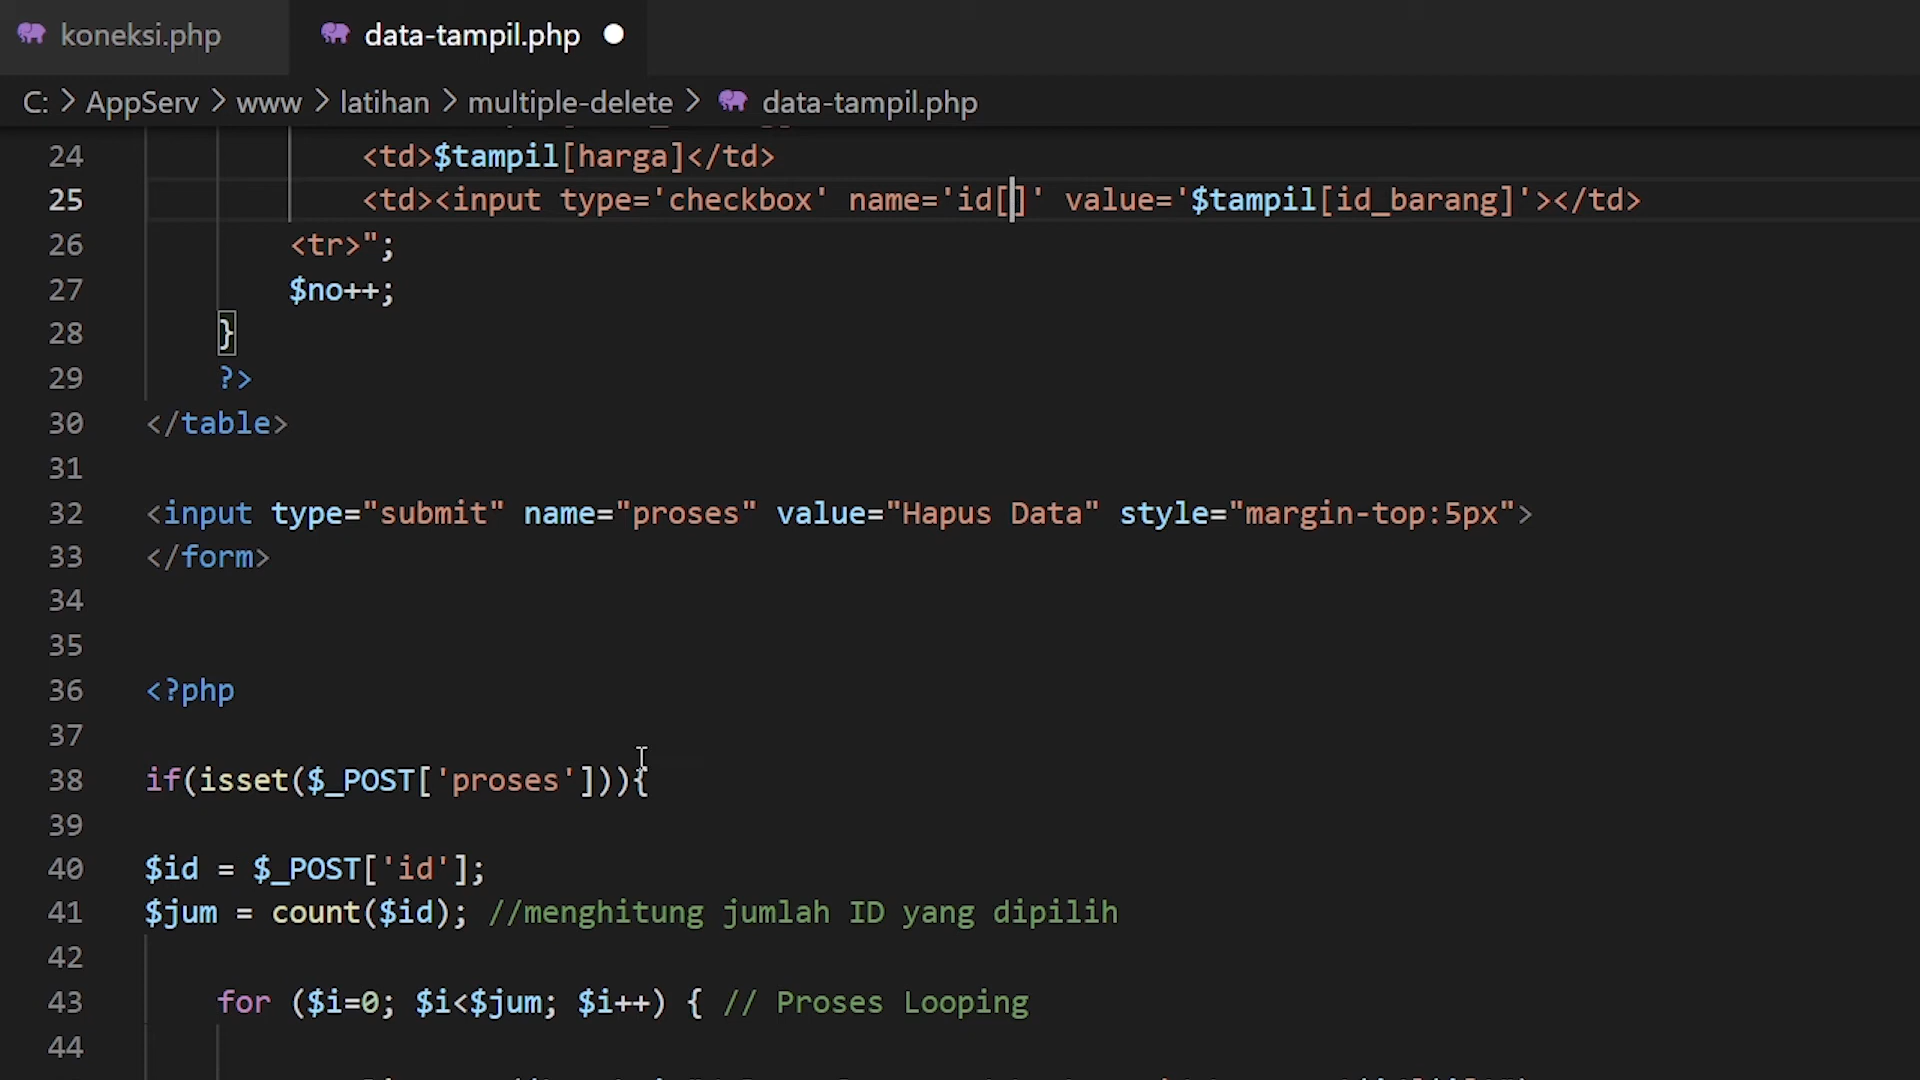 koneksi.php
data-tampil.php
C: > AppServ > www > latihan > multiple-delete > data-tampil.php
24 <td>$tampil[harga]</td>
25 <td><input type='checkbox' name='id[]' value='$tampil[id_barang]'></td>
26 <tr>";
27 $no++;
28 }
29 ?>
30 </table>
31
32 <input type="submit" name="proses" value="Hapus Data" style="margin-top:5px">
33 </form>
34
35
36 <?php
37
38 if(isset($_POST['proses'])){
39
40 $id = $_POST['id'];
41 $jum = count($id); //menghitung jumlah ID yang dipilih
42
43 for ($i=0; $i<$jum; $i++) { // Proses Looping
44